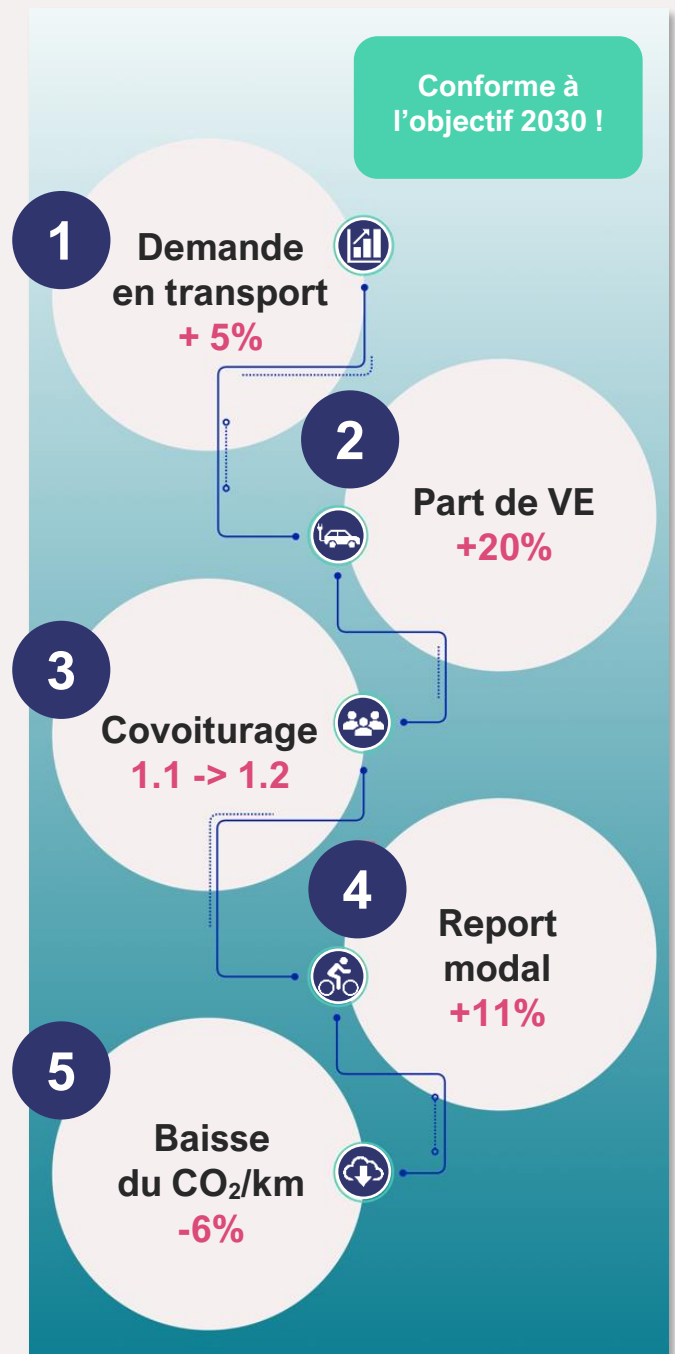 Conforme à
l’objectif 2030 !
1
Demande
en transport
+ 5%
2
Part de VE
+20%
3
Covoiturage
1.1 -> 1.2
4
Report
modal
+11%
5
Baisse
du CO₂/km
-6%